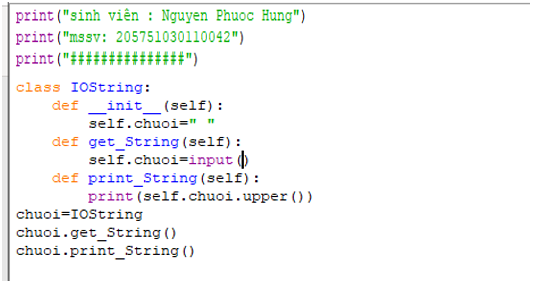 print("sinh viên : Nguyen Phuoc Hung")
print("mssv: 205751030110042")
print("###############")
class IOString:
    def __init__(self):
        self.chuoi=" "
    def get_String(self):
        self.chuoi=input()
    def print_String(self):
        print(self.chuoi.upper())
chuoi=IOString
chuoi.get_String()
chuoi.print_String()